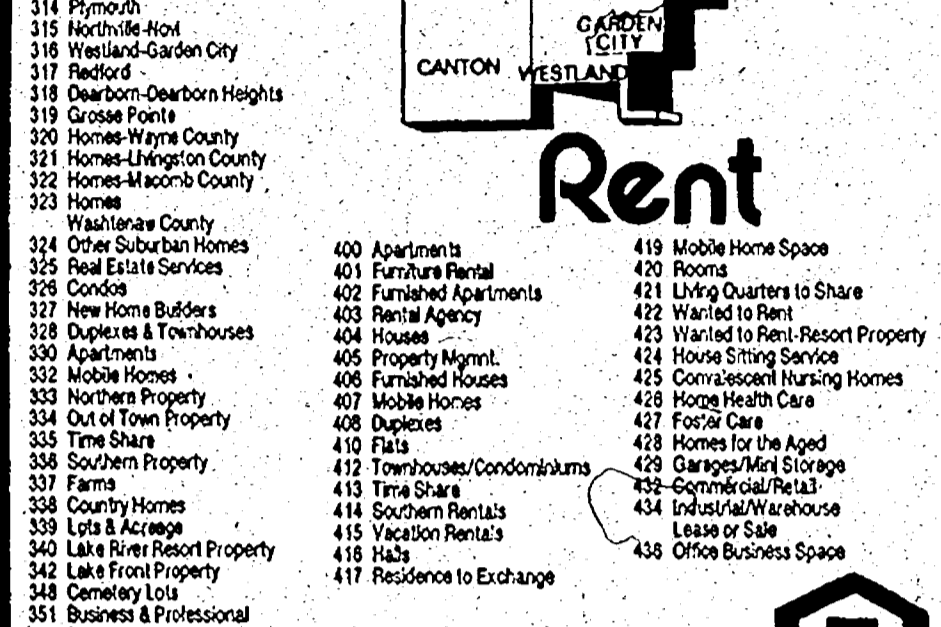 314 Plymouth
315 Northville-Novi
316 Westland-Garden City
317 Redford
318 Dearborn-Dearborn Heights
319 Grosse Pointe
320 Homes-Wayne County
321 Homes-Livingston County
322 Homes-Macomb County
323 Homes
Washtenaw County
324 Other Suburban Homes
325 Real Estate Services
326 Condos
327 New Home Builders
328 Duplexes & Townhouses
330 Apartments
332 Mobile Homes
333 Northern Property
334 Out of Town Property
335 Time Share
336 Southern Property
337 Farms
338 Country Homes
339 Lots & Acreage
340 Lake River Resort Property
342 Lake Front Property
348 Cemetery Lots
351 Business & Professional
GARDEN
CITY
CANTON
WESTLAND
Rent
400 Apartments
401 Furniture Rental
402 Furnished Apartments
403 Rental Agency
404 Houses
405 Property Mgmnt.
406 Furnished Houses
407 Mobile Homes
408 Duplexes
410 Flats
412 Townhouses/Condominiums
413 Time Share
414 Southern Rentals
415 Vacation Rentals
416 Halls
417 Residence to Exchange
419 Mobile Home Space
420 Rooms
421 Living Quarters to Share
422 Wanted to Rent
423 Wanted to Rent-Resort Property
424 House Sitting Service
425 Convalescent Nursing Homes
426 Home Health Care
427 Foster Care
428 Homes for the Aged
429 Garages/Mini Storage
432 Commercial/Retail
434 Industrial/Warehouse
Lease or Sale
436 Office Business Space